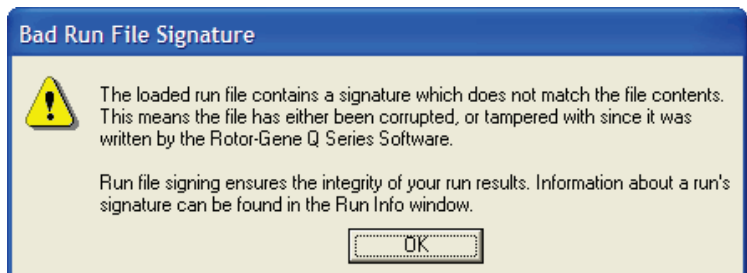 Bad Run File Signature
The loaded run file contains a signature which does not match the file contents.
This means the file has either been corrupted, or tampered with since it was
written by the Rotor-Gene Q Series Software.
Run file signing ensures the integrity of your run results. Information about a run's
signature can be found in the Run Info window.
OK